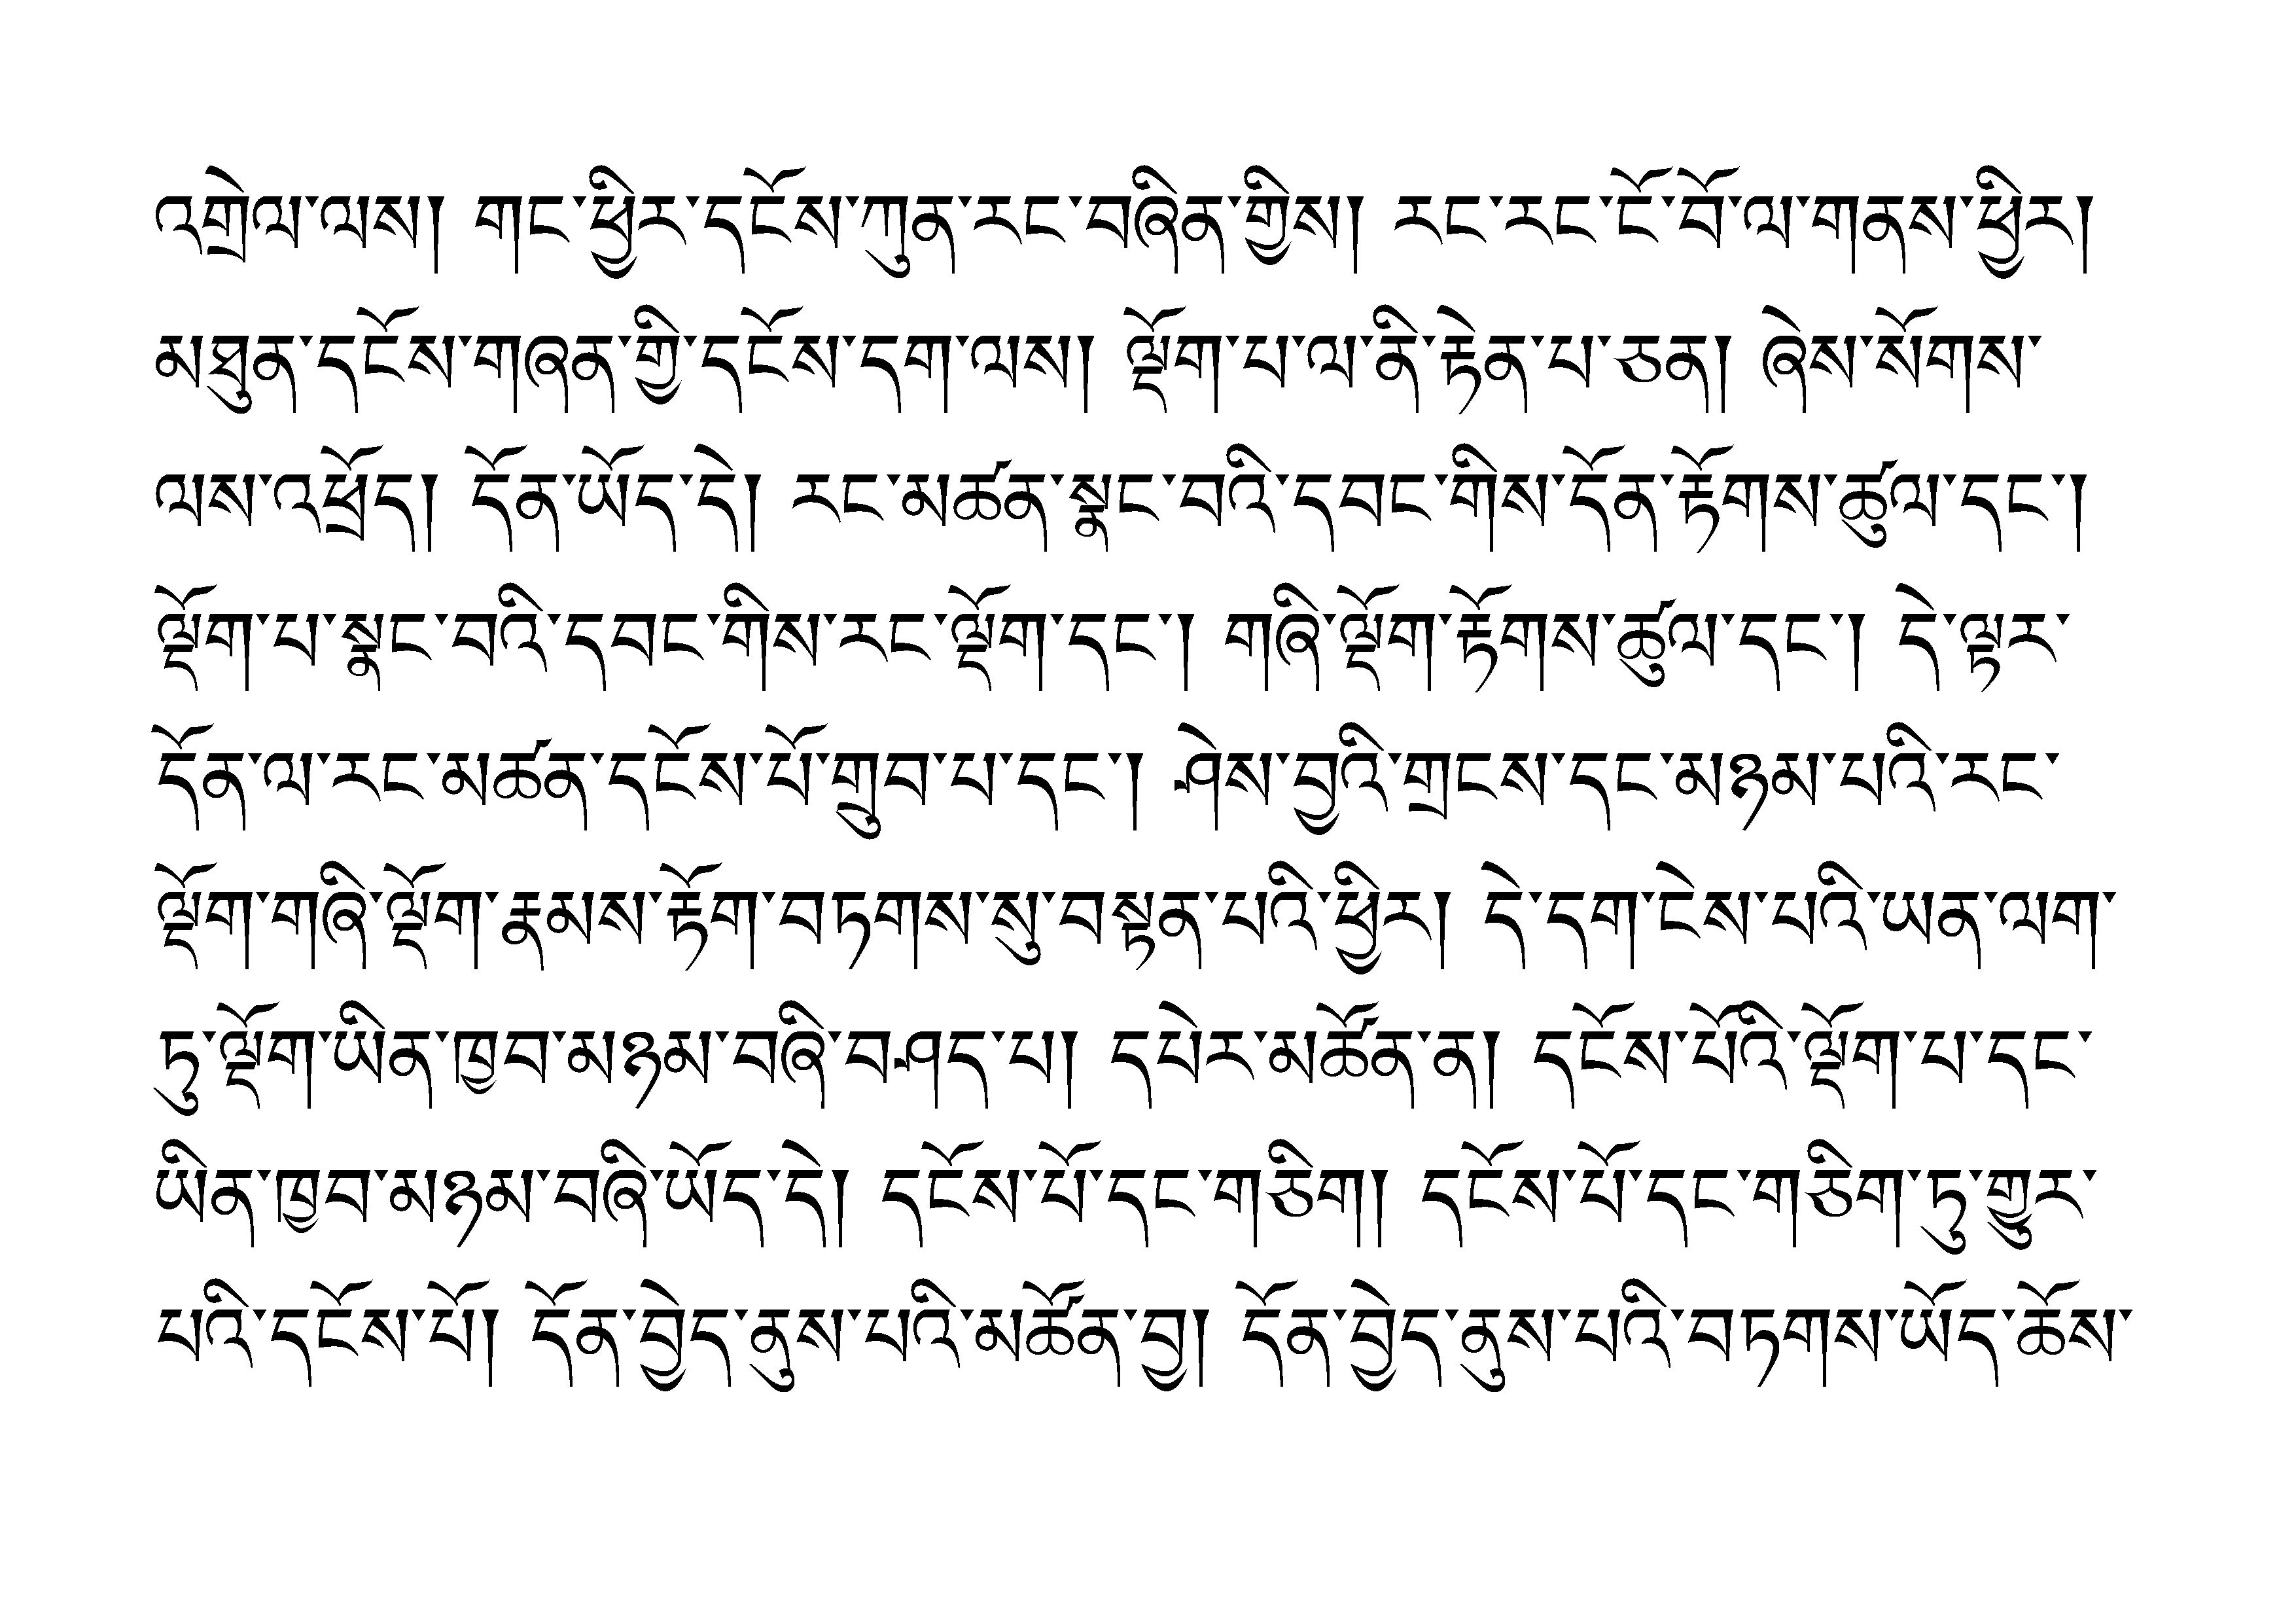 འགྲེལ་ལས། གང་ཕྱིར་དངོས་ཀུན་རང་བཞིན་གྱིས། རང་རང་ངོ་བོ་ལ་གནས་ཕྱིར།
མཐུན་དངོས་གཞན་གྱི་དངོས་དག་ལས། ལྡོག་པ་ལ་ནི་རྟེན་པ་ཅན། ཞེས་སོགས་
ལས་འཕྲོད། དོན་ཡོད་དེ། རང་མཚན་སྣང་བའི་དབང་གིས་དོན་རྟོགས་ཚུལ་དང་།
ལྡོག་པ་སྣང་བའི་དབང་གིས་རང་ལྡོག་དང་། གཞི་ལྡོག་རྟོགས་ཚུལ་དང་། དེ་ལྟར་
དོན་ལ་རང་མཚན་དངོས་པོ་གྲུབ་པ་དང་། ཤེས་བྱའི་གྲངས་དང་མཉམ་པའི་རང་
ལྡོག་གཞི་ལྡོག་རྣམས་རྟོག་བཏགས་སུ་བསྟན་པའི་ཕྱིར། དེ་དག་ངེས་པའི་ཡན་ལག་
ཏུ་ལྡོག་ཡིན་ཁྱབ་མཉམ་བཞི་བཤད་པ། དཔེར་མཚོན་ན། དངོས་པོའི་ལྡོག་པ་དང་
ཡིན་ཁྱབ་མཉམ་བཞི་ཡོད་དེ། དངོས་པོ་དང་གཅིག། དངོས་པོ་དང་གཅིག་ཏུ་གྱུར་
པའི་དངོས་པོ། དོན་བྱེད་ནུས་པའི་མཚོན་བྱ། དོན་བྱེད་ནུས་པའི་བཏགས་ཡོད་ཆོས་